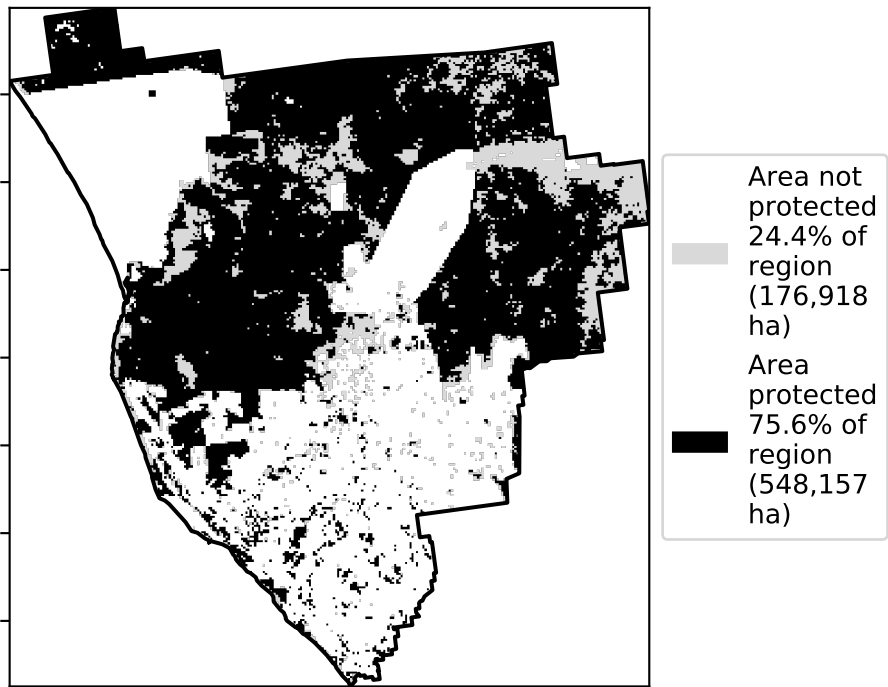 Area not
protected
24.4% of
region
(176,918
ha)
Area
protected
75.6% of
region
(548,157
ha)